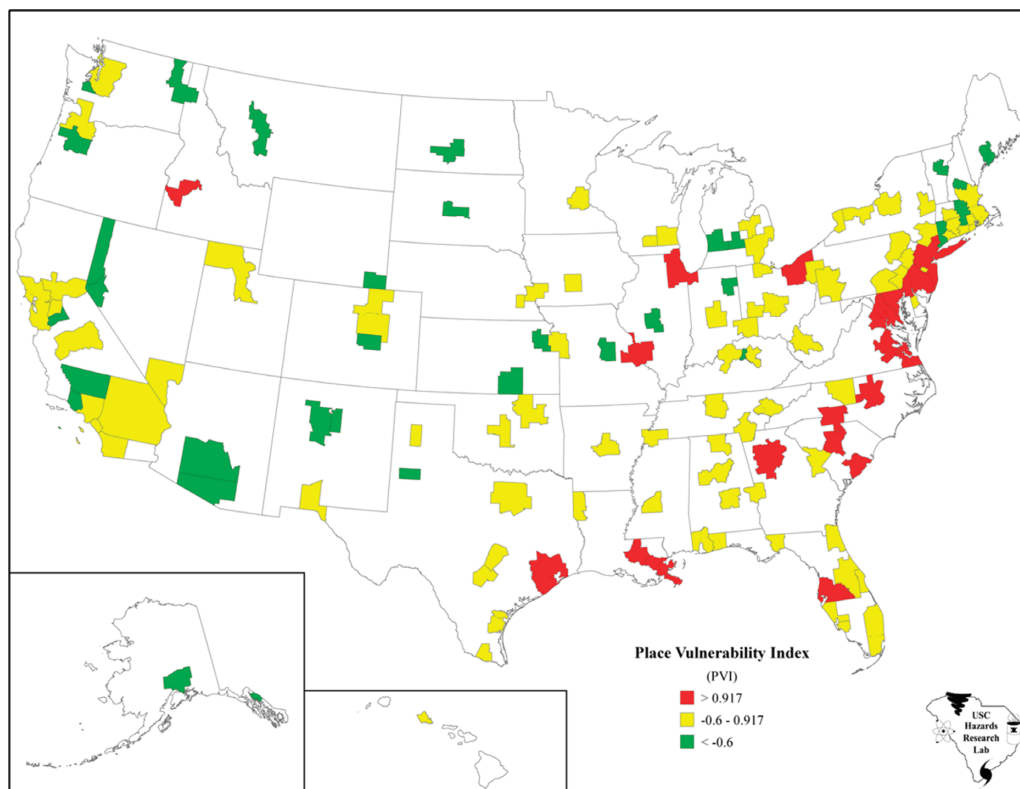 Place Vulnerability Index
(PVI)
> 0.917
-0.6 - 0.917
< -0.6
USC
Hazards
Research
Lab